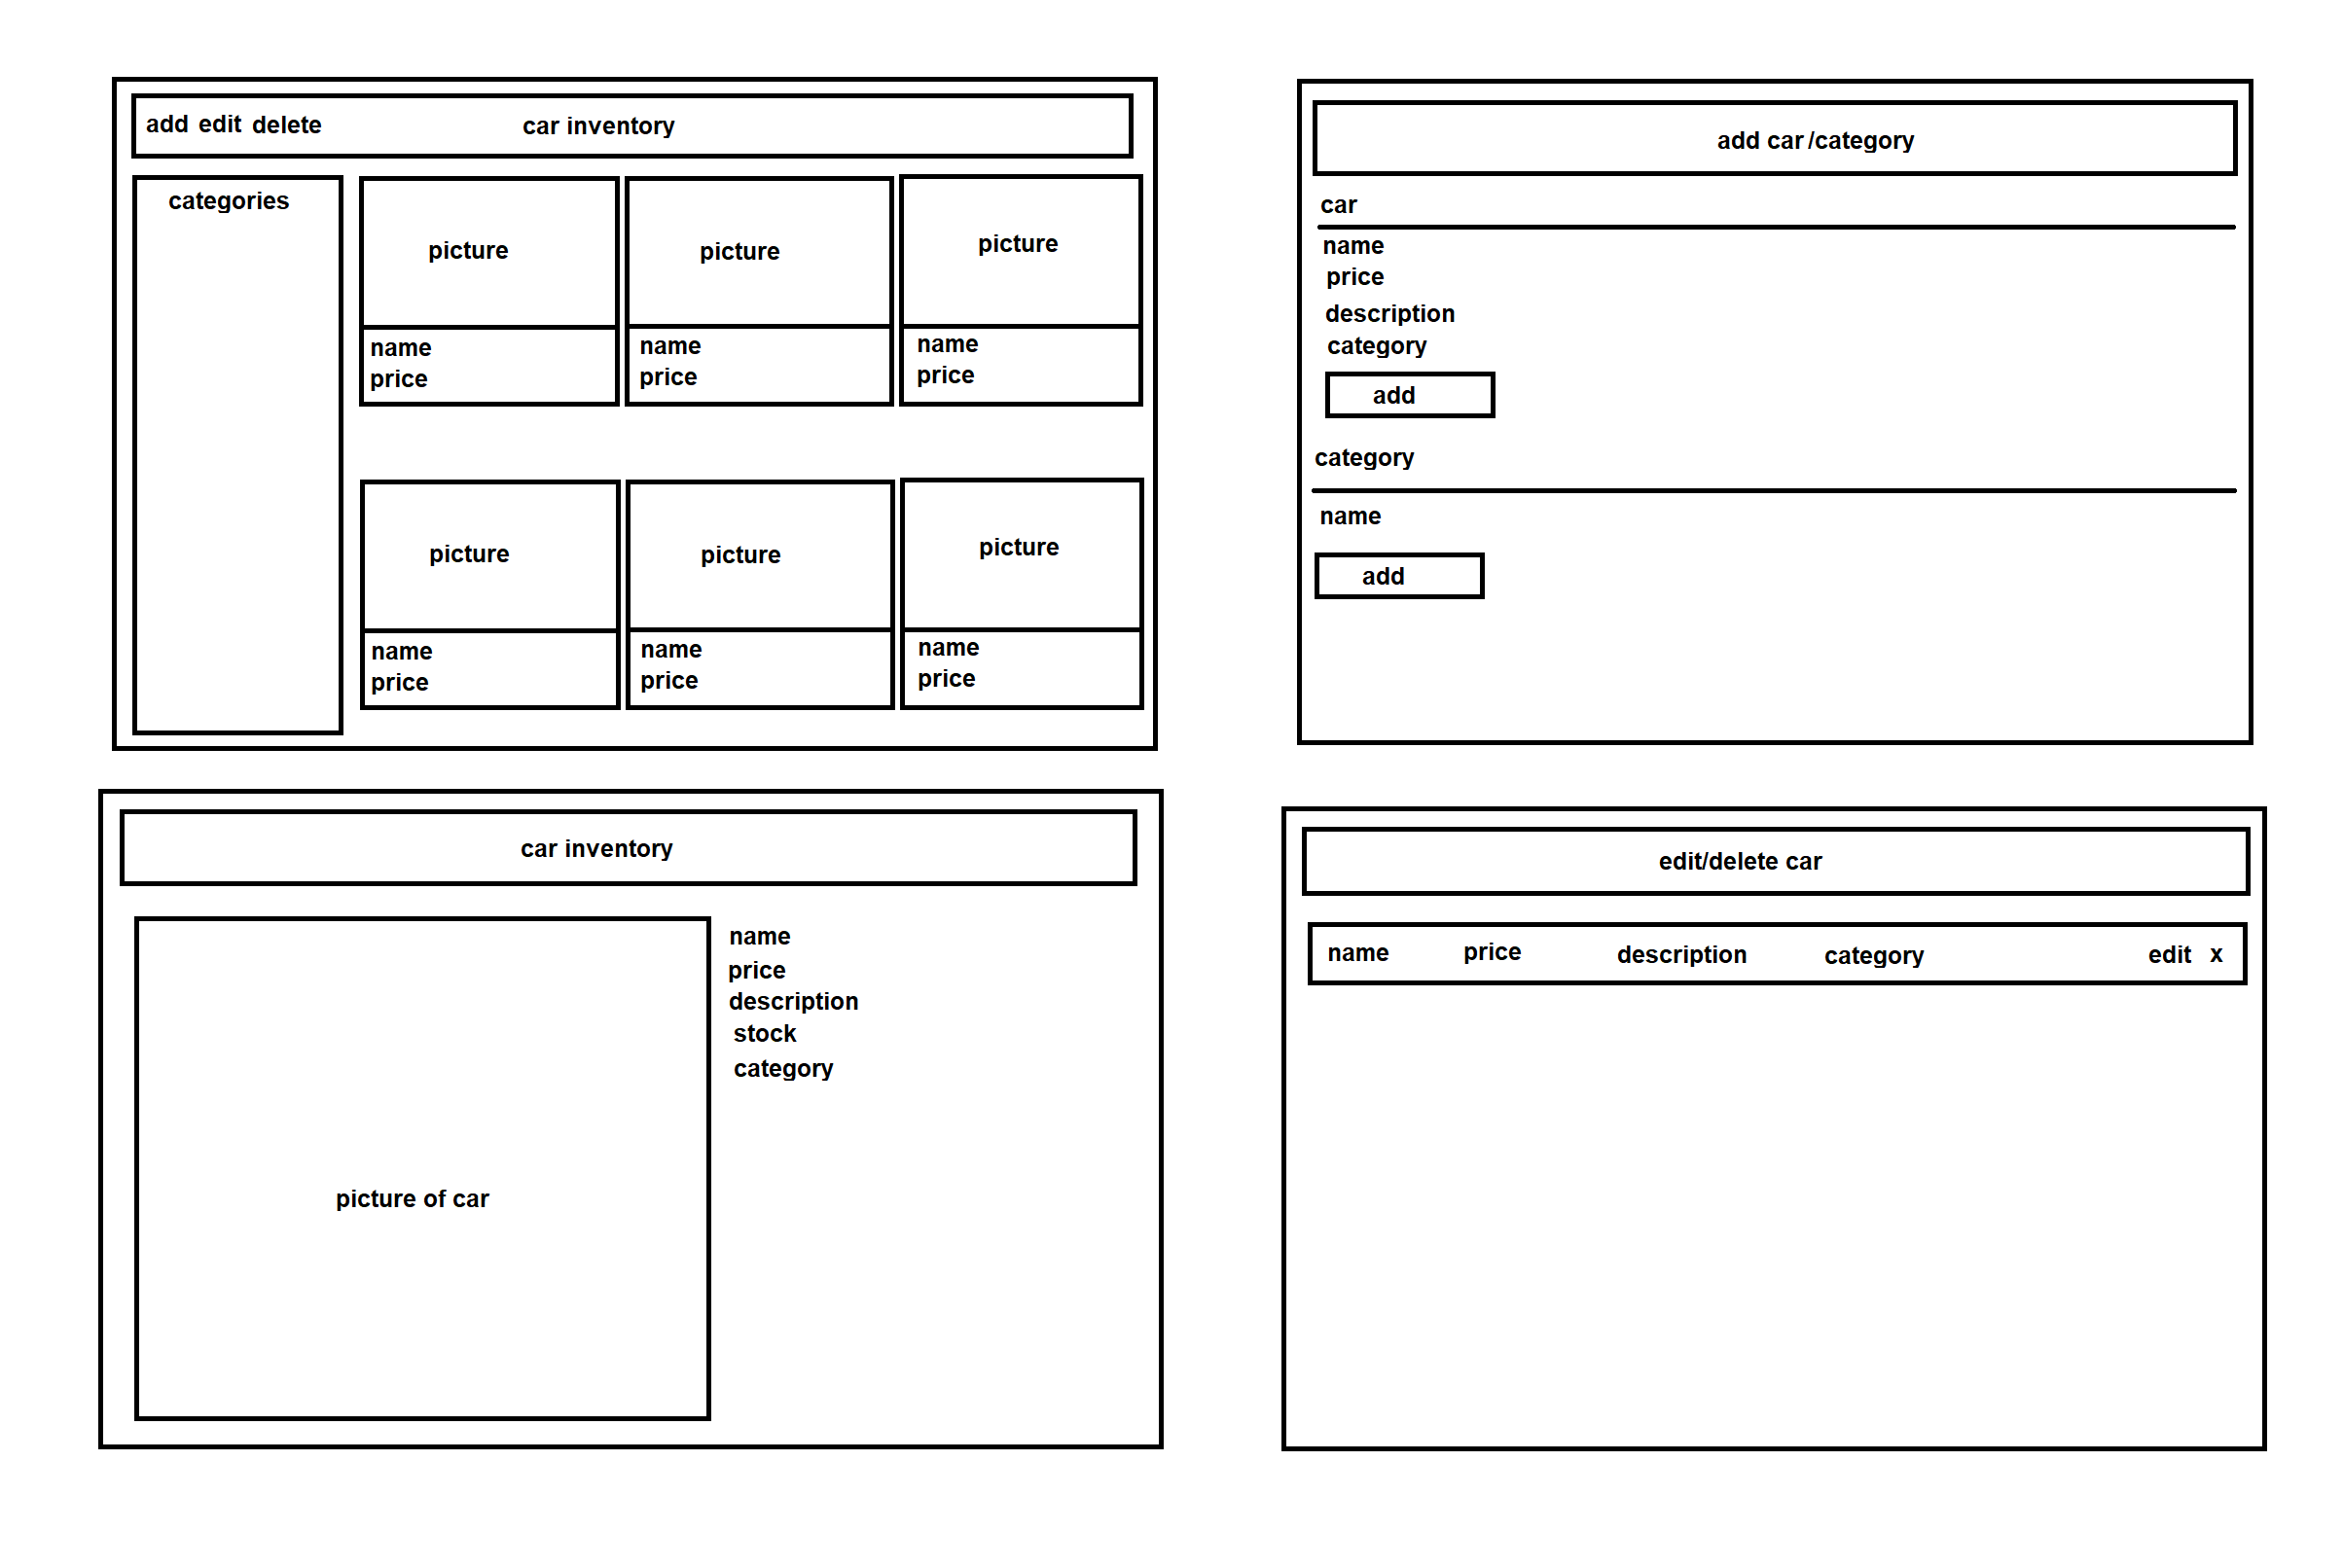 add edit delete car inventory
categories
picture picture picture
name name name
price price price
picture picture picture
name name name
price price price
add car/category
car
name
price
description
category
add
category
name
add
car inventory
name
price
description
stock
category
picture of car
edit/delete car
name price description category edit x